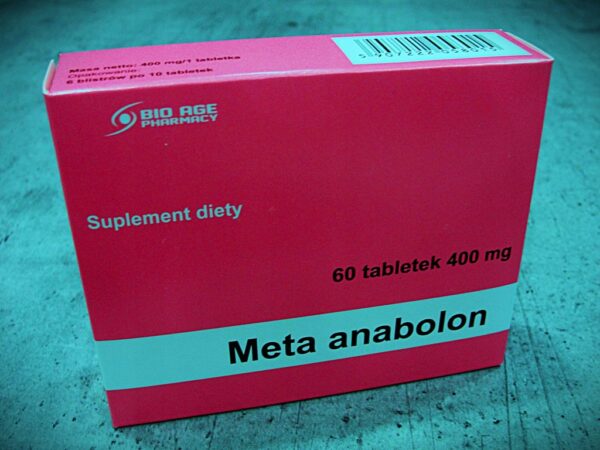 Masa netto: 400 mg/1 tabletka
Opakowanie:
6 blistrów po 10 tabletek
BIO AGE
PHARMACY
Suplement diety
60 tabletek 400 mg
Meta anabolon